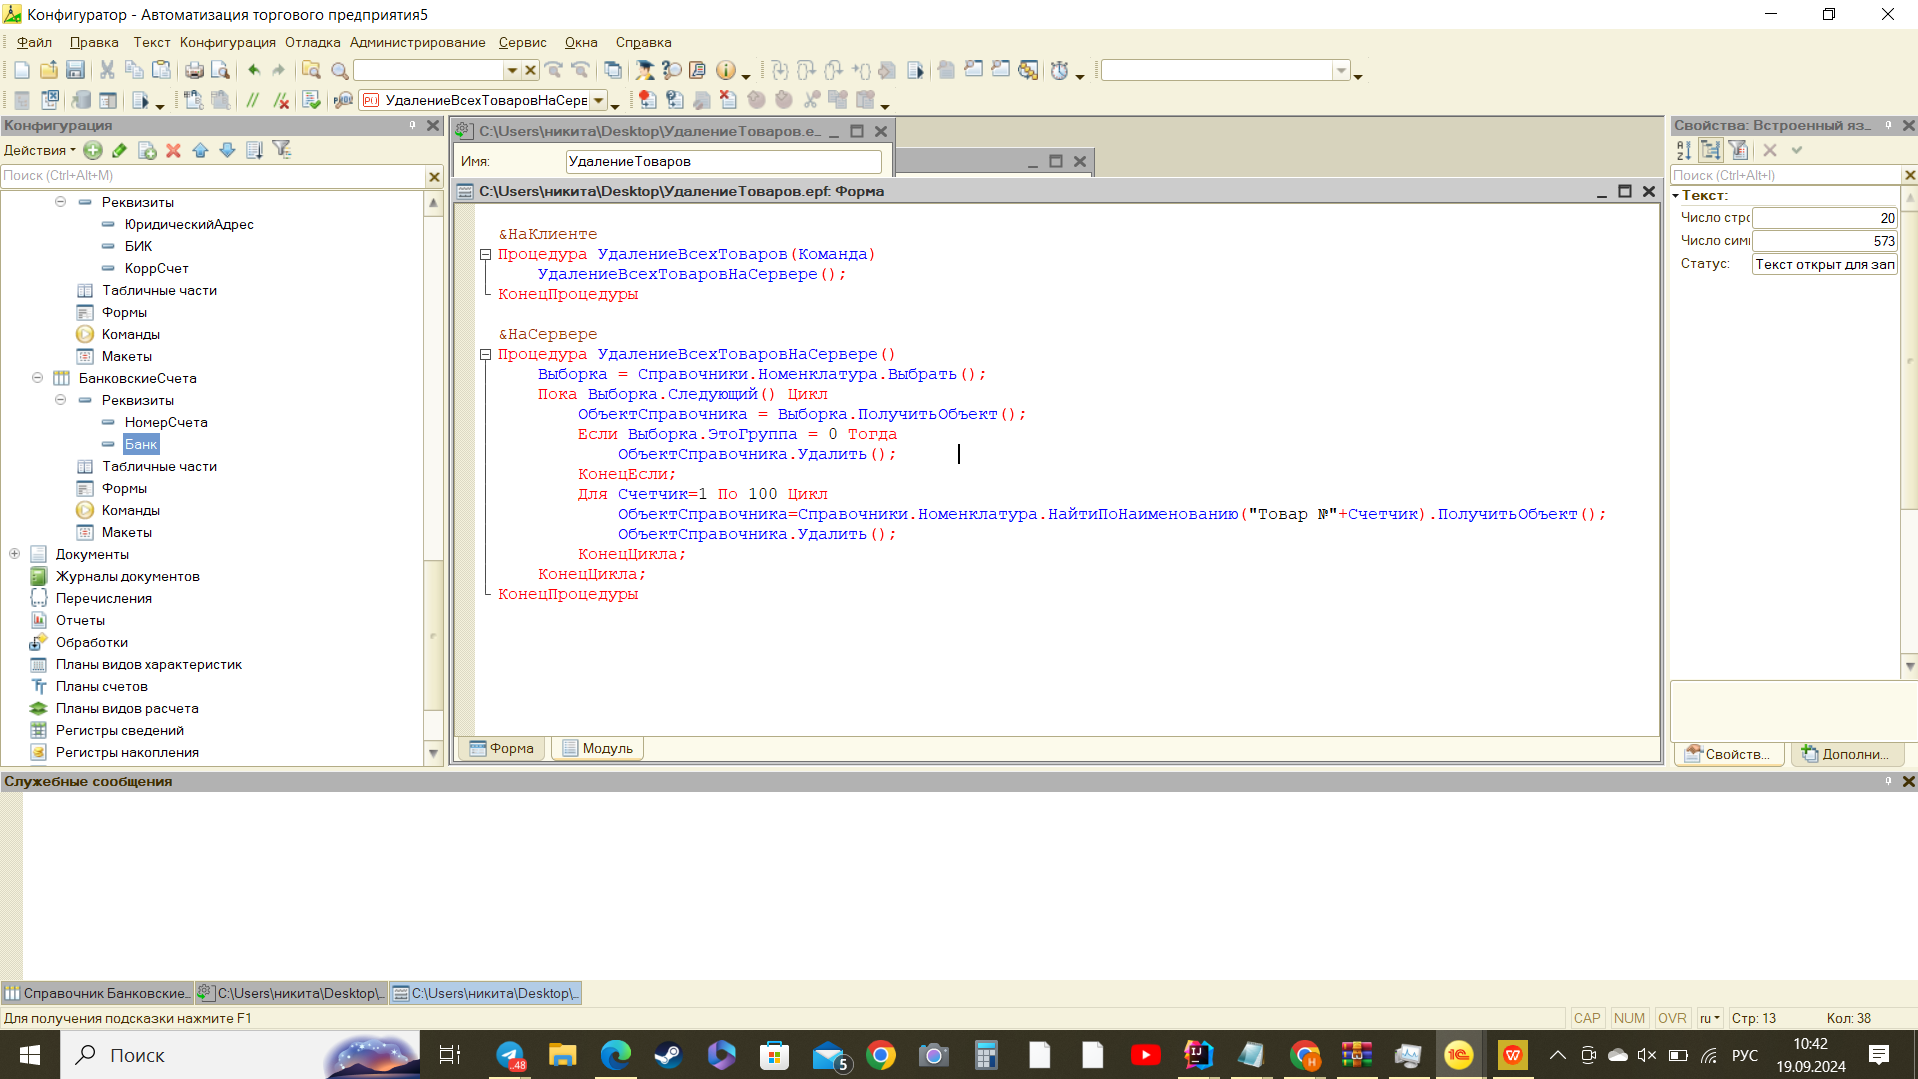 Конфигуратор - Автоматизация торгового предприятия5
Файл Правка Текст Конфигурация Отладка Администрирование Сервис Окна Справка
УдалениеВсехТоваровНаСерв
Конфигурация
Действия
Поиск (Ctrl+Alt+M)
Реквизиты
ЮридическийАдрес
БИК
КоррСчет
Табличные части
Формы
Команды
Макеты
БанковскиеСчета
Реквизиты
НомерСчета
Банк
Табличные части
Формы
Команды
Макеты
Документы
Журналы документов
Перечисления
Отчеты
Обработки
Планы видов характеристик
Планы счетов
Планы видов расчета
Регистры сведений
Регистры накопления
C:\Users\никита\Desktop\УдалениеТоваров.e...
Имя: УдалениеТоваров
C:\Users\никита\Desktop\УдалениеТоваров.epf: Форма
&НаКлиенте
Процедура УдалениеВсехТоваров(Команда)
УдалениеВсехТоваровНаСервере();
КонецПроцедуры
&НаСервере
Процедура УдалениеВсехТоваровНаСервере()
Выборка = Справочники.Номенклатура.Выбрать();
Пока Выборка.Следующий() Цикл
ОбъектСправочника = Выборка.ПолучитьОбъект();
Если Выборка.ЭтоГруппа = 0 Тогда
ОбъектСправочника.Удалить();
КонецЕсли;
Для Счетчик=1 По 100 Цикл
ОбъектСправочника=Справочники.Номенклатура.НайтиПоНаименованию("Товар №"+Счетчик).ПолучитьОбъект();
ОбъектСправочника.Удалить();
КонецЦикла;
КонецЦикла;
КонецПроцедуры
Форма Модуль
Свойства: Встроенный яз...
Поиск (Ctrl+Alt+I)
Текст:
Число стро 20
Число симв 573
Статус: Текст открыт для зап
Свойств... Дополни...
Служебные сообщения
Справочник Банковские... C:\Users\никита\Desktop\... C:\Users\никита\Desktop\...
Для получения подсказки нажмите F1
CAP NUM OVR ru Стр: 13 Кол: 38
Поиск
48
5
РУС
10:42
19.09.2024